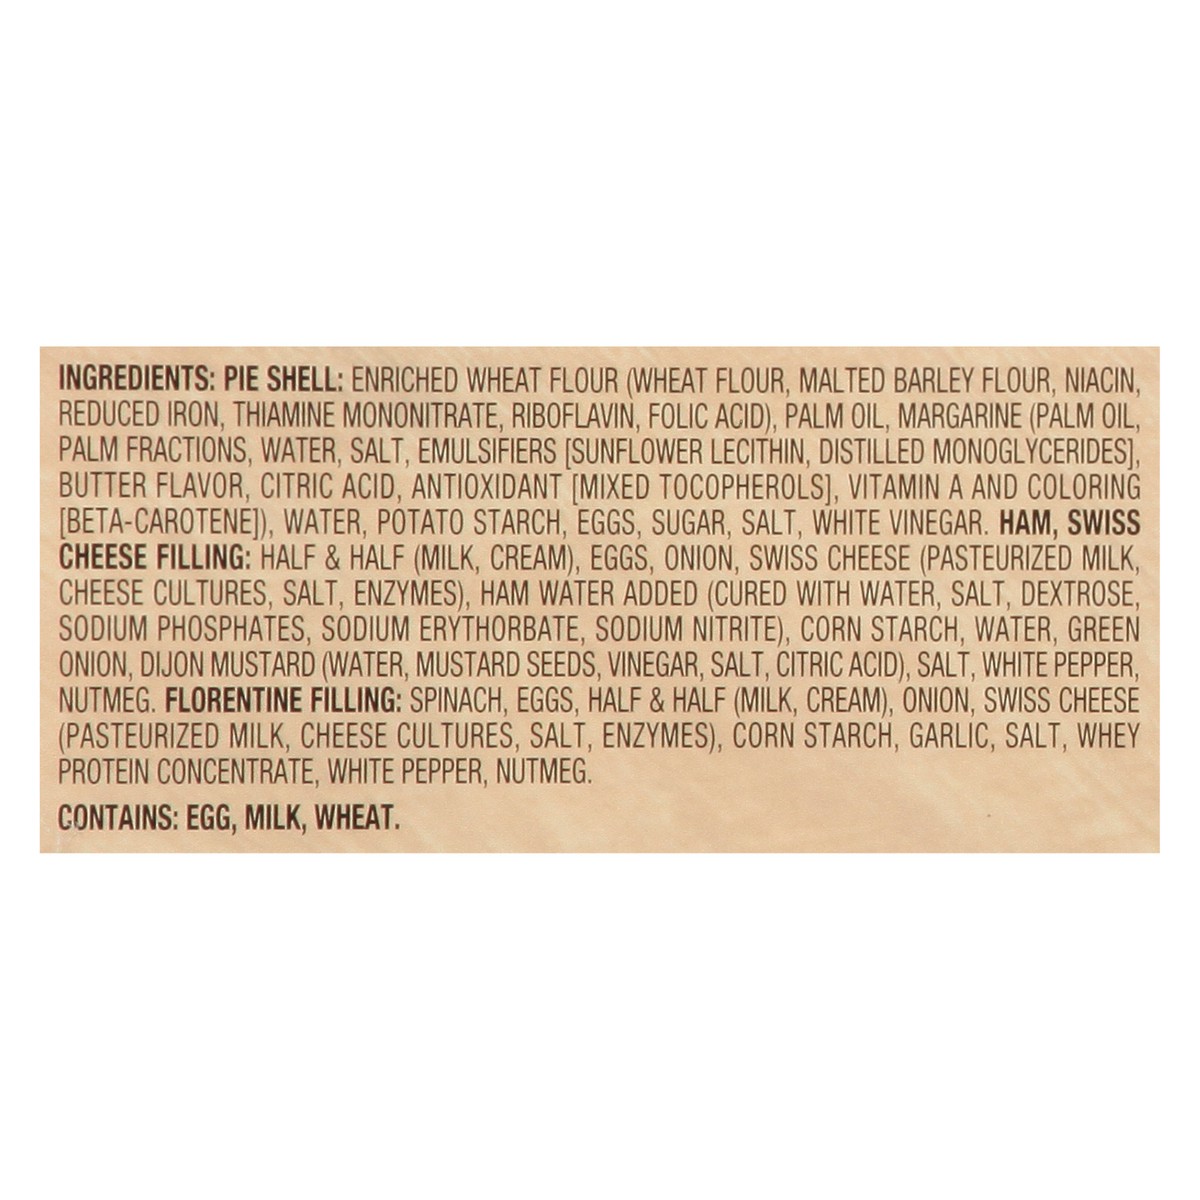 INGREDIENTS: PIE SHELL: ENRICHED WHEAT FLOUR (WHEAT FLOUR, MALTED BARLEY FLOUR, NIACIN,
REDUCED IRON, THIAMINE MONONITRATE, RIBOFLAVIN, FOLIC ACID), PALM OIL, MARGARINE (PALM OIL,
PALM FRACTIONS, WATER, SALT, EMULSIFIERS [SUNFLOWER LECITHIN, DISTILLED MONOGLYCERIDES],
BUTTER FLAVOR, CITRIC ACID, ANTIOXIDANT [MIXED TOCOPHEROLS], VITAMIN A AND COLORING
[BETA-CAROTENE]), WATER, POTATO STARCH, EGGS, SUGAR, SALT, WHITE VINEGAR. HAM, SWISS
CHEESE FILLING: HALF & HALF (MILK, CREAM), EGGS, ONION, SWISS CHEESE (PASTEURIZED MILK,
CHEESE CULTURES, SALT, ENZYMES), HAM WATER ADDED (CURED WITH WATER, SALT, DEXTROSE,
SODIUM PHOSPHATES, SODIUM ERYTHORBATE, SODIUM NITRITE), CORN STARCH, WATER, GREEN
ONION, DIJON MUSTARD (WATER, MUSTARD SEEDS, VINEGAR, SALT, CITRIC ACID), SALT, WHITE PEPPER,
NUTMEG. FLORENTINE FILLING: SPINACH, EGGS, HALF & HALF (MILK, CREAM), ONION, SWISS CHEESE
(PASTEURIZED MILK, CHEESE CULTURES, SALT, ENZYMES), CORN STARCH, GARLIC, SALT, WHEY
PROTEIN CONCENTRATE, WHITE PEPPER, NUTMEG.
CONTAINS: EGG, MILK, WHEAT.